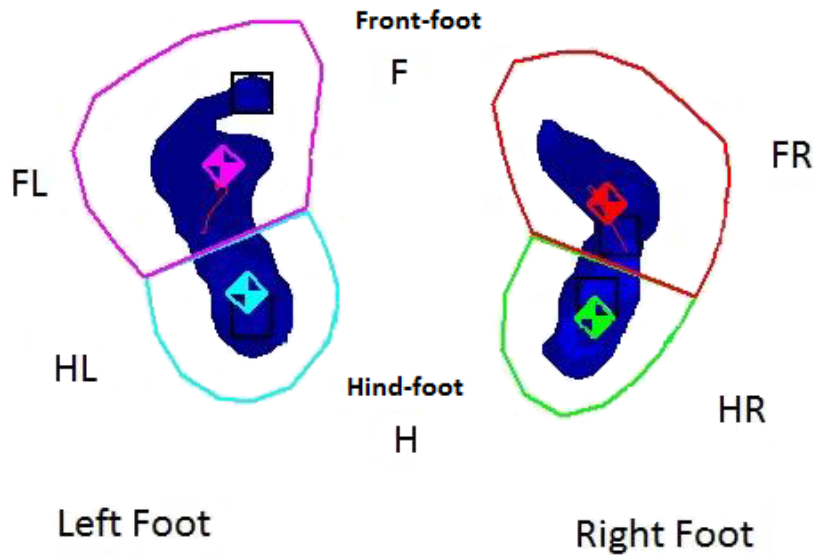 Front-foot
F
FL
FR
HL
Hind-foot
H
HR
Left Foot
Right Foot